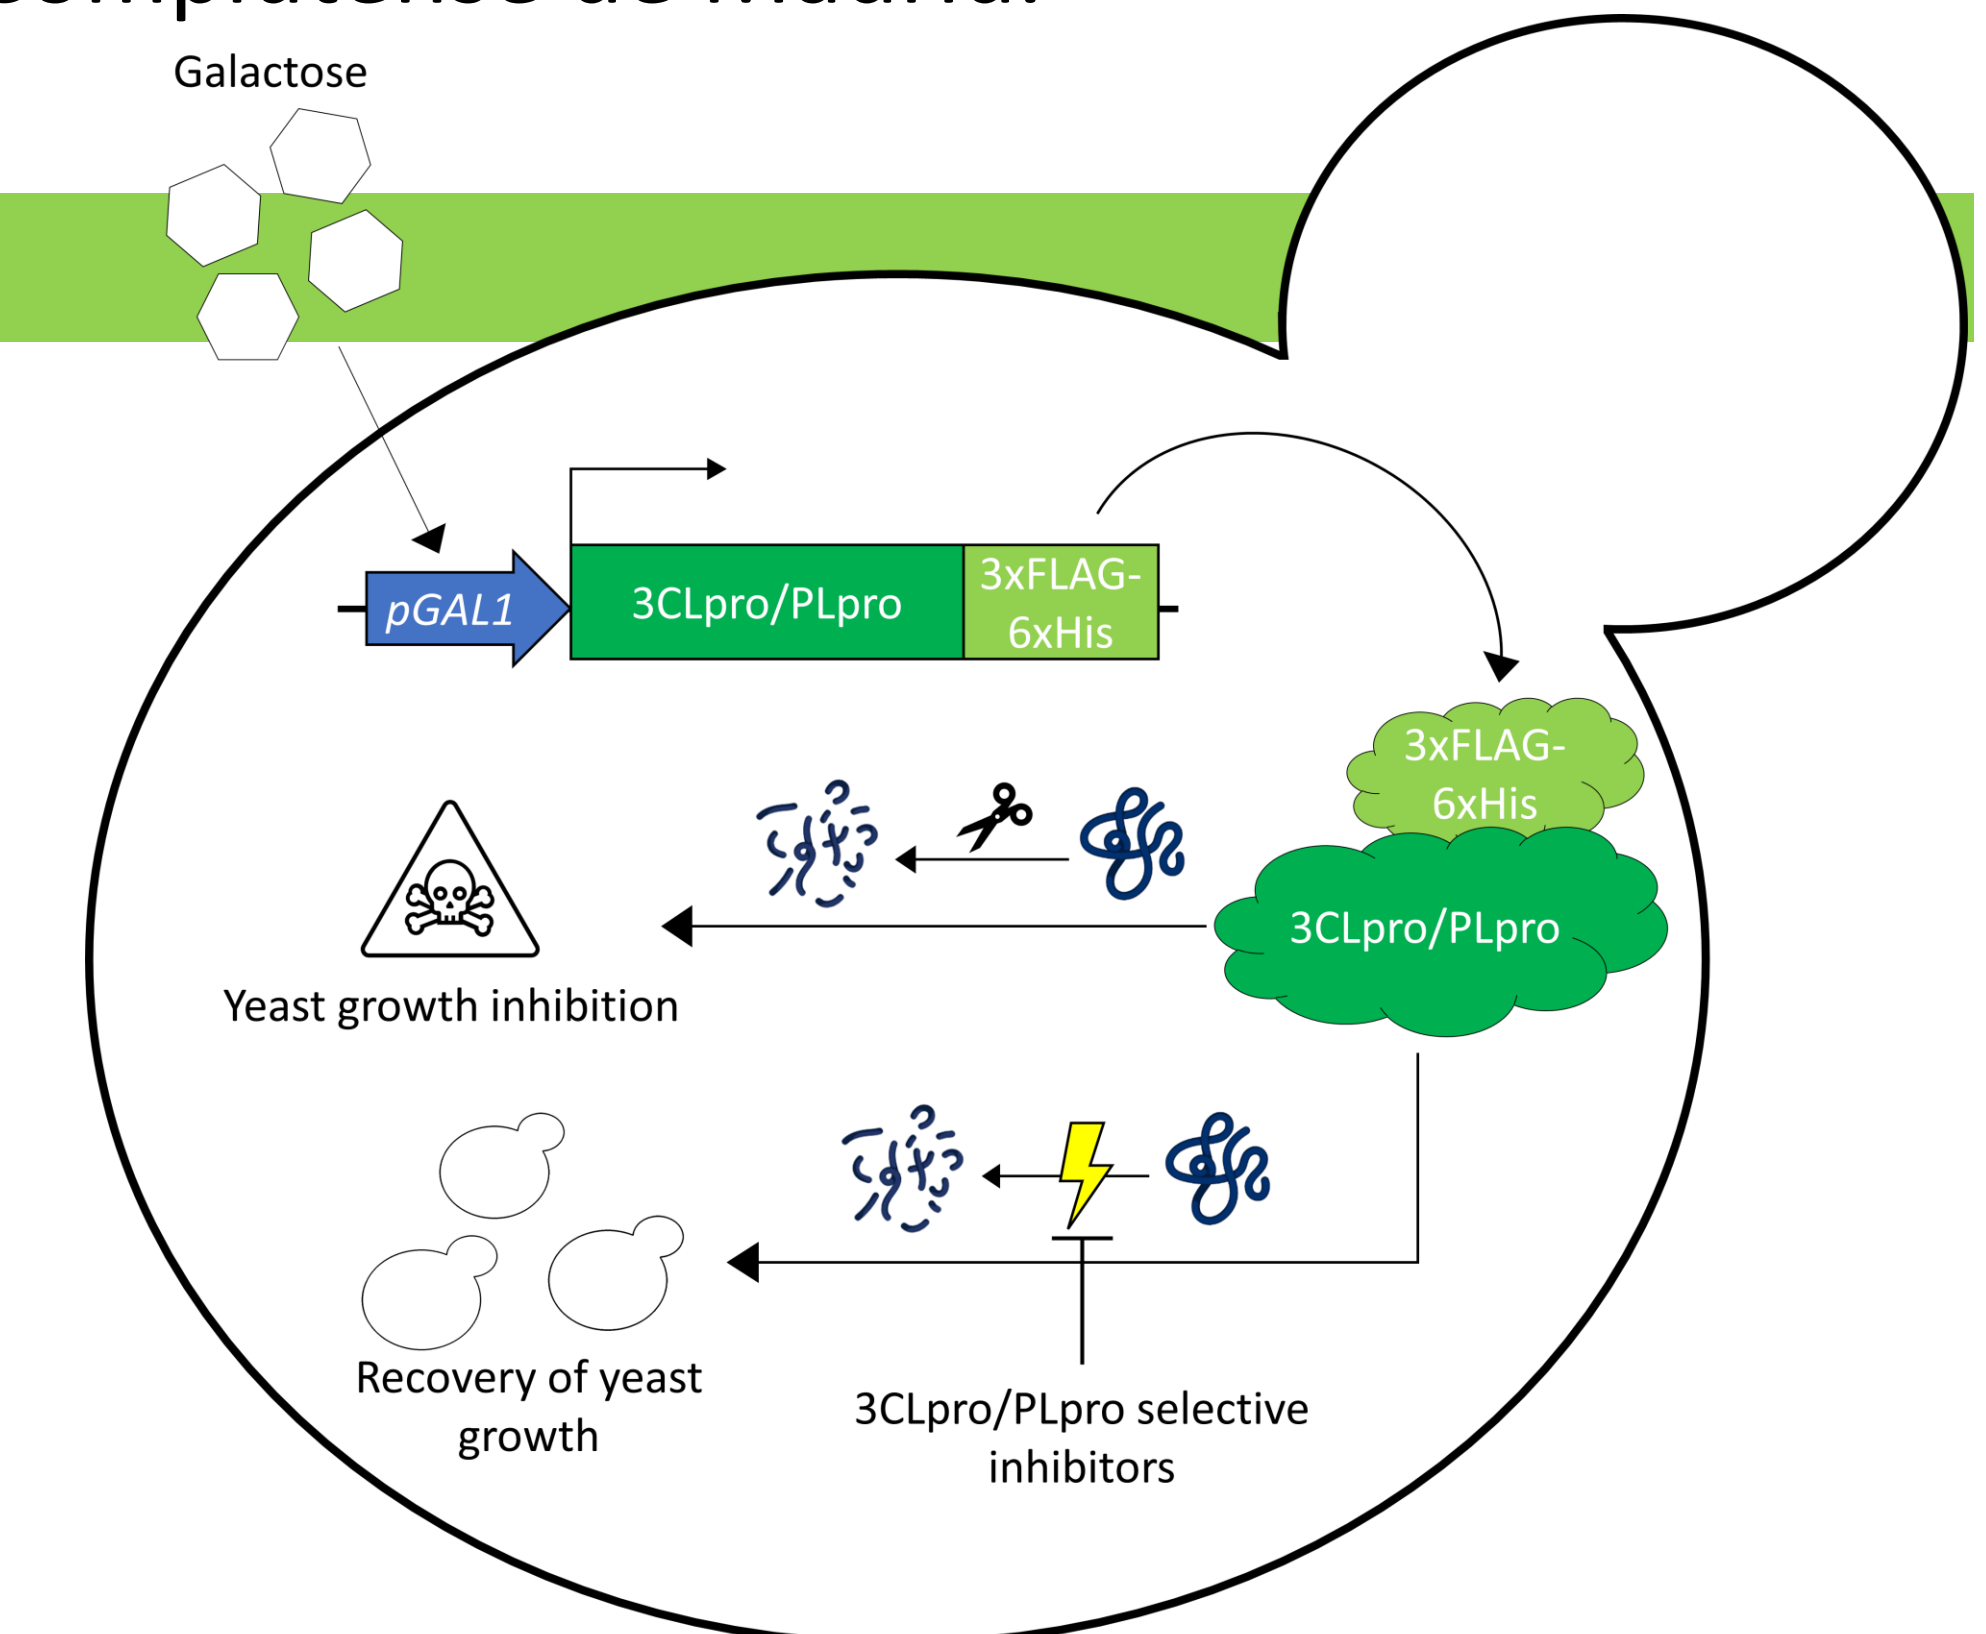 Galactose
pGAL1
3CLpro/PLpro
3xFLAG-
6xHis
3xFLAG-
6xHis
3CLpro/PLpro
Yeast growth inhibition
Recovery of yeast
growth
3CLpro/PLpro selective
inhibitors